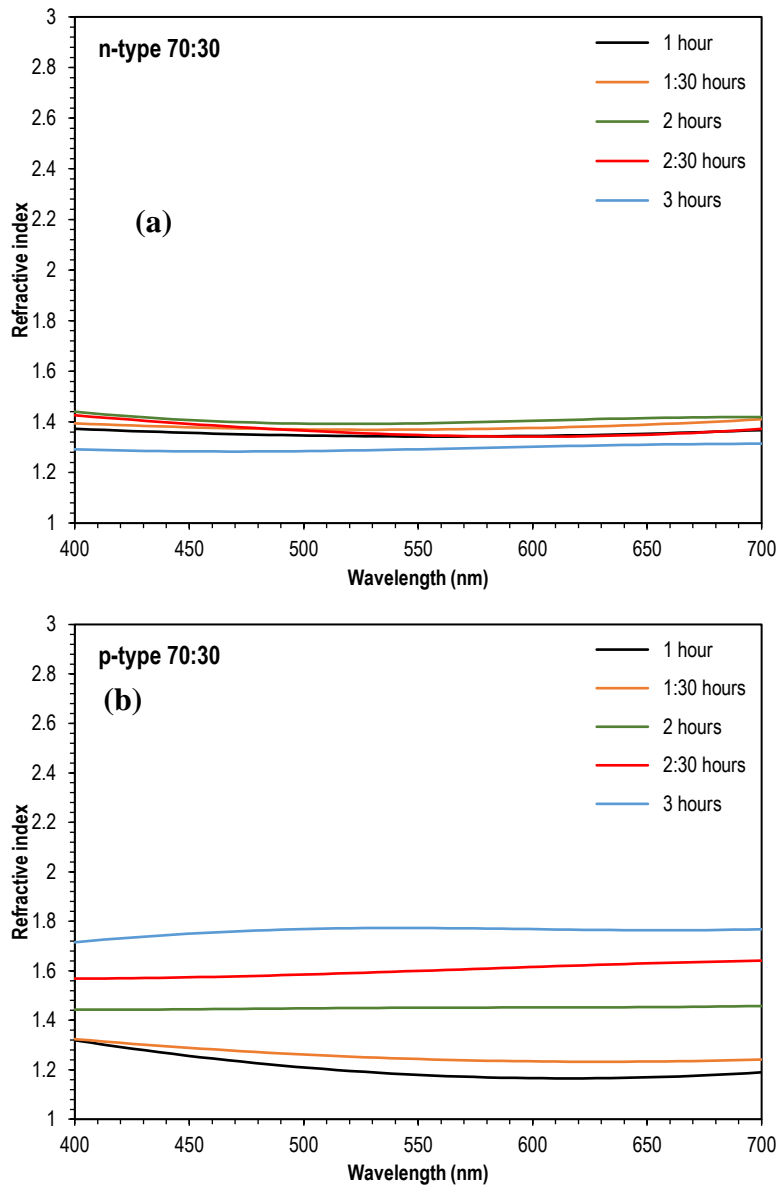 n-type 70:30
(a)
1 hour
1:30 hours
2 hours
2:30 hours
3 hours
Refractive index
3
2.8
2.6
2.4
2.2
2
1.8
1.6
1.4
1.2
1
400
450
500
550
600
650
700
Wavelength (nm)
p-type 70:30
(b)
1 hour
1:30 hours
2 hours
2:30 hours
3 hours
Refractive index
3
2.8
2.6
2.4
2.2
2
1.8
1.6
1.4
1.2
1
400
450
500
550
600
650
700
Wavelength (nm)